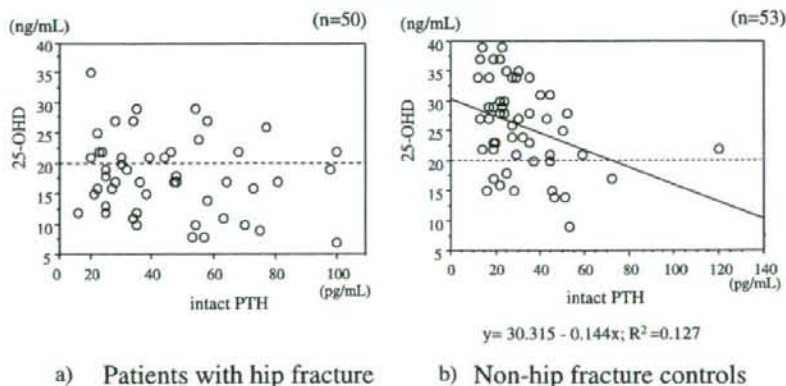 (ng/mL) (n=50)
40
35
30
25
20
15
10
5
25-OHD
0 20 40 60 80 100
intact PTH (pg/mL)
a) Patients with hip fracture
(ng/mL) (n=53)
40
35
30
25
20
15
10
5
25-OHD
0 20 40 60 80 100 120 140
intact PTH (pg/mL)
y= 30.315 - 0.144x; R² =0.127
b) Non-hip fracture controls